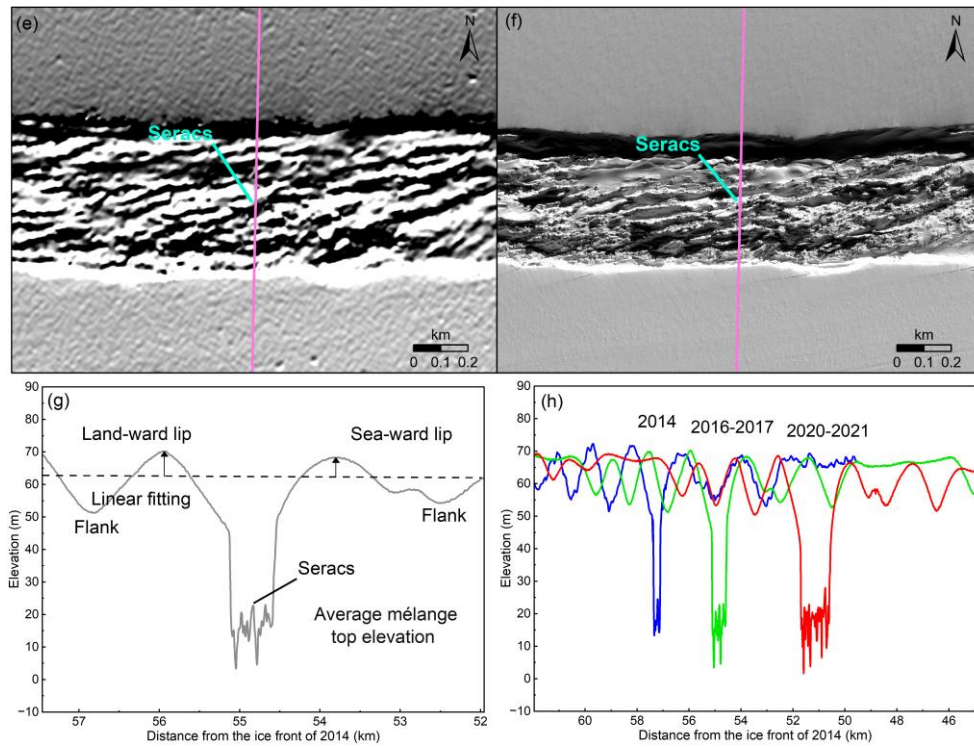 (e)
N
Seracs
km
0 0.1 0.2
(f)
N
Seracs
km
0 0.1 0.2
(g)
Land-ward lip
Sea-ward lip
Linear fitting
Flank
Flank
Seracs
Average mélange
top elevation
Elevation (m)
90
80
70
60
50
40
30
20
10
0
-10
57 56 55 54 53 52
Distance from the ice front of 2014 (km)
(h)
2014 2016-2017 2020-2021
Elevation (m)
90
80
70
60
50
40
30
20
10
0
-10
60 58 56 54 52 50 48 46
Distance from the ice front of 2014 (km)